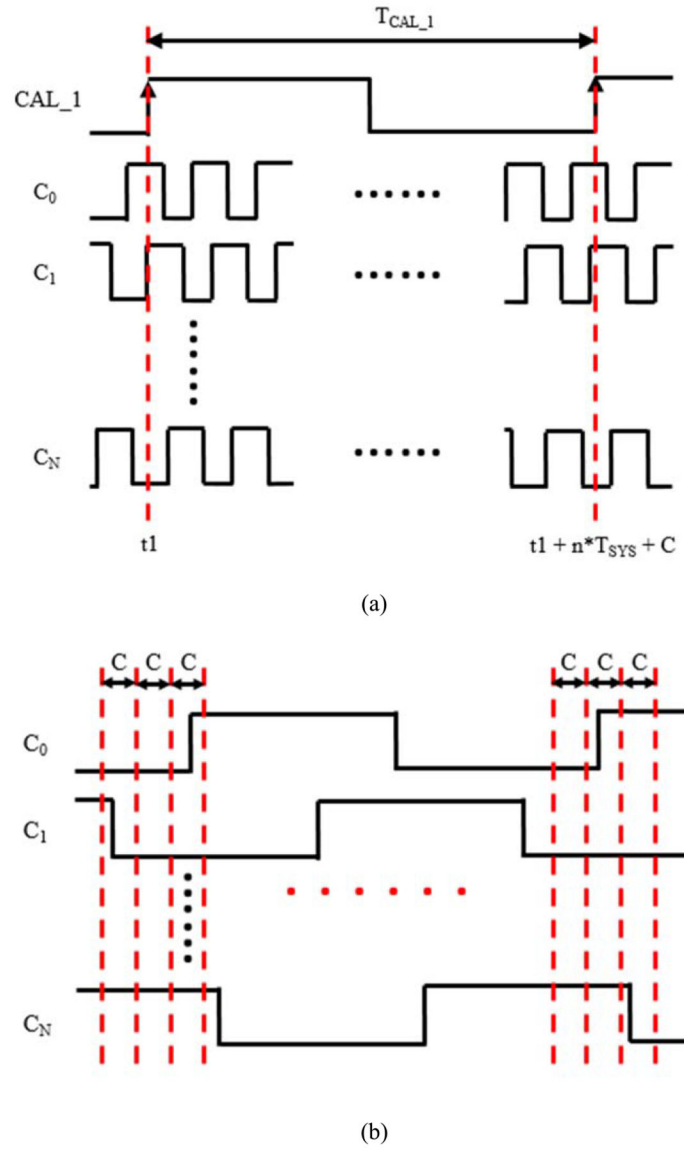 T_CAL_1
CAL_1
C_0
C_1
C_N
t1
t1 + n*T_SYS + C
(a)
C C C C C C
C_0
C_1
C_N
(b)